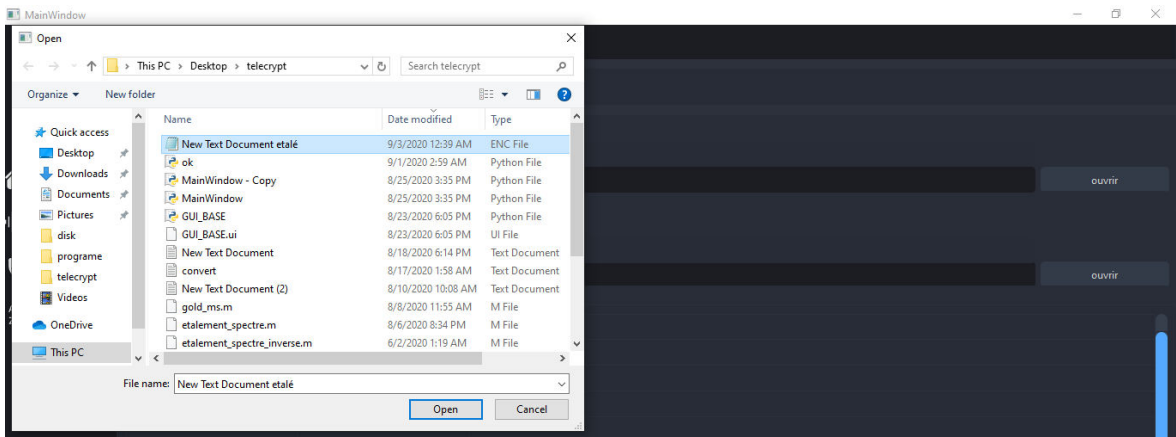 MainWindow
Open
This PC > Desktop > telecrypt
Search telecrypt
Organize
New folder
Name Date modified Type
Quick access
Desktop
Downloads
Documents
Pictures
disk
programe
telecrypt
Videos
OneDrive
This PC
New Text Document etalé 9/3/2020 12:39 AM ENC File
ok 9/1/2020 2:59 AM Python File
MainWindow - Copy 8/25/2020 3:35 PM Python File
MainWindow 8/25/2020 3:35 PM Python File
GUI_BASE 8/23/2020 6:05 PM Python File
GUI_BASE.ui 8/23/2020 6:05 PM UI File
New Text Document 8/18/2020 6:14 PM Text Document
convert 8/17/2020 1:58 AM Text Document
New Text Document (2) 8/10/2020 10:08 AM Text Document
gold_ms.m 8/8/2020 11:55 AM M File
etalement_spectre.m 8/6/2020 8:34 PM M File
etalement_spectre_inverse.m 6/2/2020 1:19 AM M File
File name: New Text Document etalé
Open Cancel
ouvrir
ouvrir